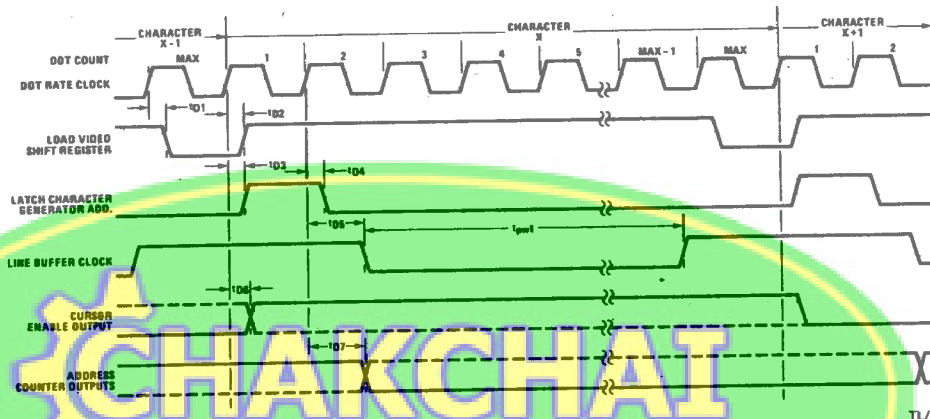 CHARACTER X-1
CHARACTER X
CHARACTER X+1
DOT COUNT MAX 1 2 3 4 5 MAX-1 MAX 1 2
DOT RATE CLOCK
tD1 tD2
LOAD VIDEO SHIFT REGISTER
tD3 tD4
LATCH CHARACTER GENERATOR ADD.
tD5 tpw1
LINE BUFFER CLOCK
tD6
CURSOR ENABLE OUTPUT
tD7
ADDRESS COUNTER OUTPUTS
CHAKCHAI
TL/